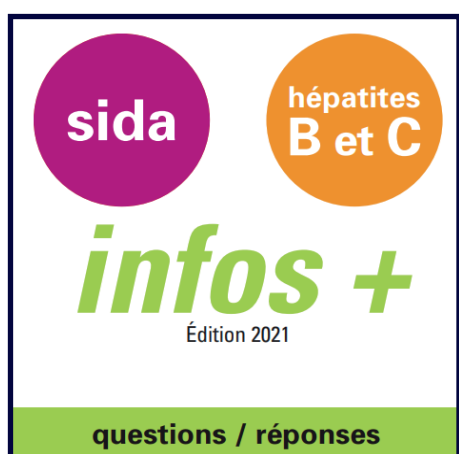 sida
hépatites
B et C
infos +
Édition 2021
questions / réponses